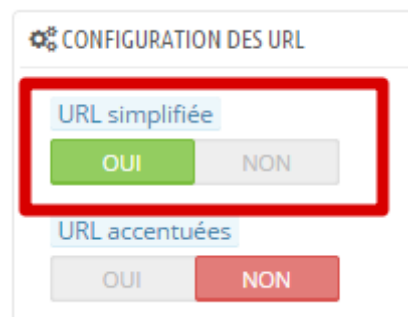 CONFIGURATION DES URL
URL simplifiée
OUI NON
URL accentuées
OUI NON